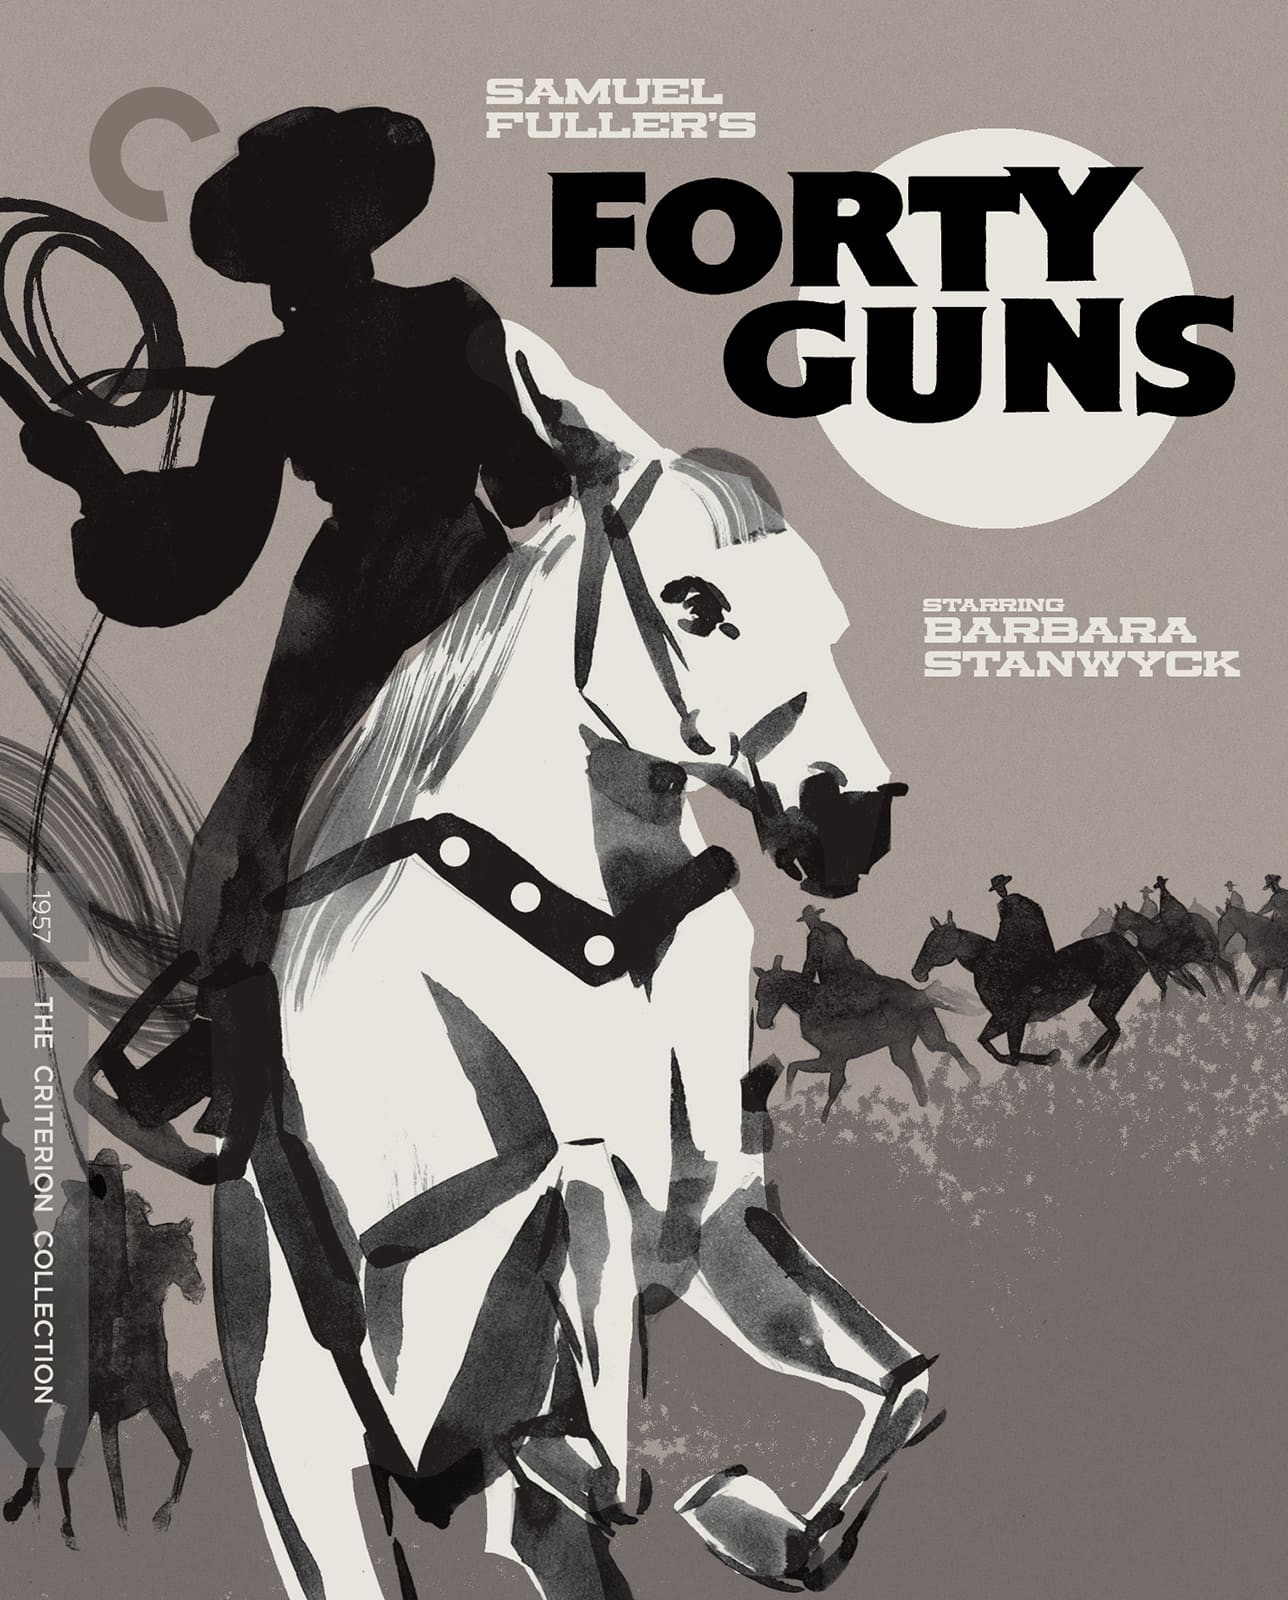 SAMUEL
FULLER'S
FORTY
GUNS
STARRING
BARBARA
STANWYCK
1957 THE CRITERION COLLECTION